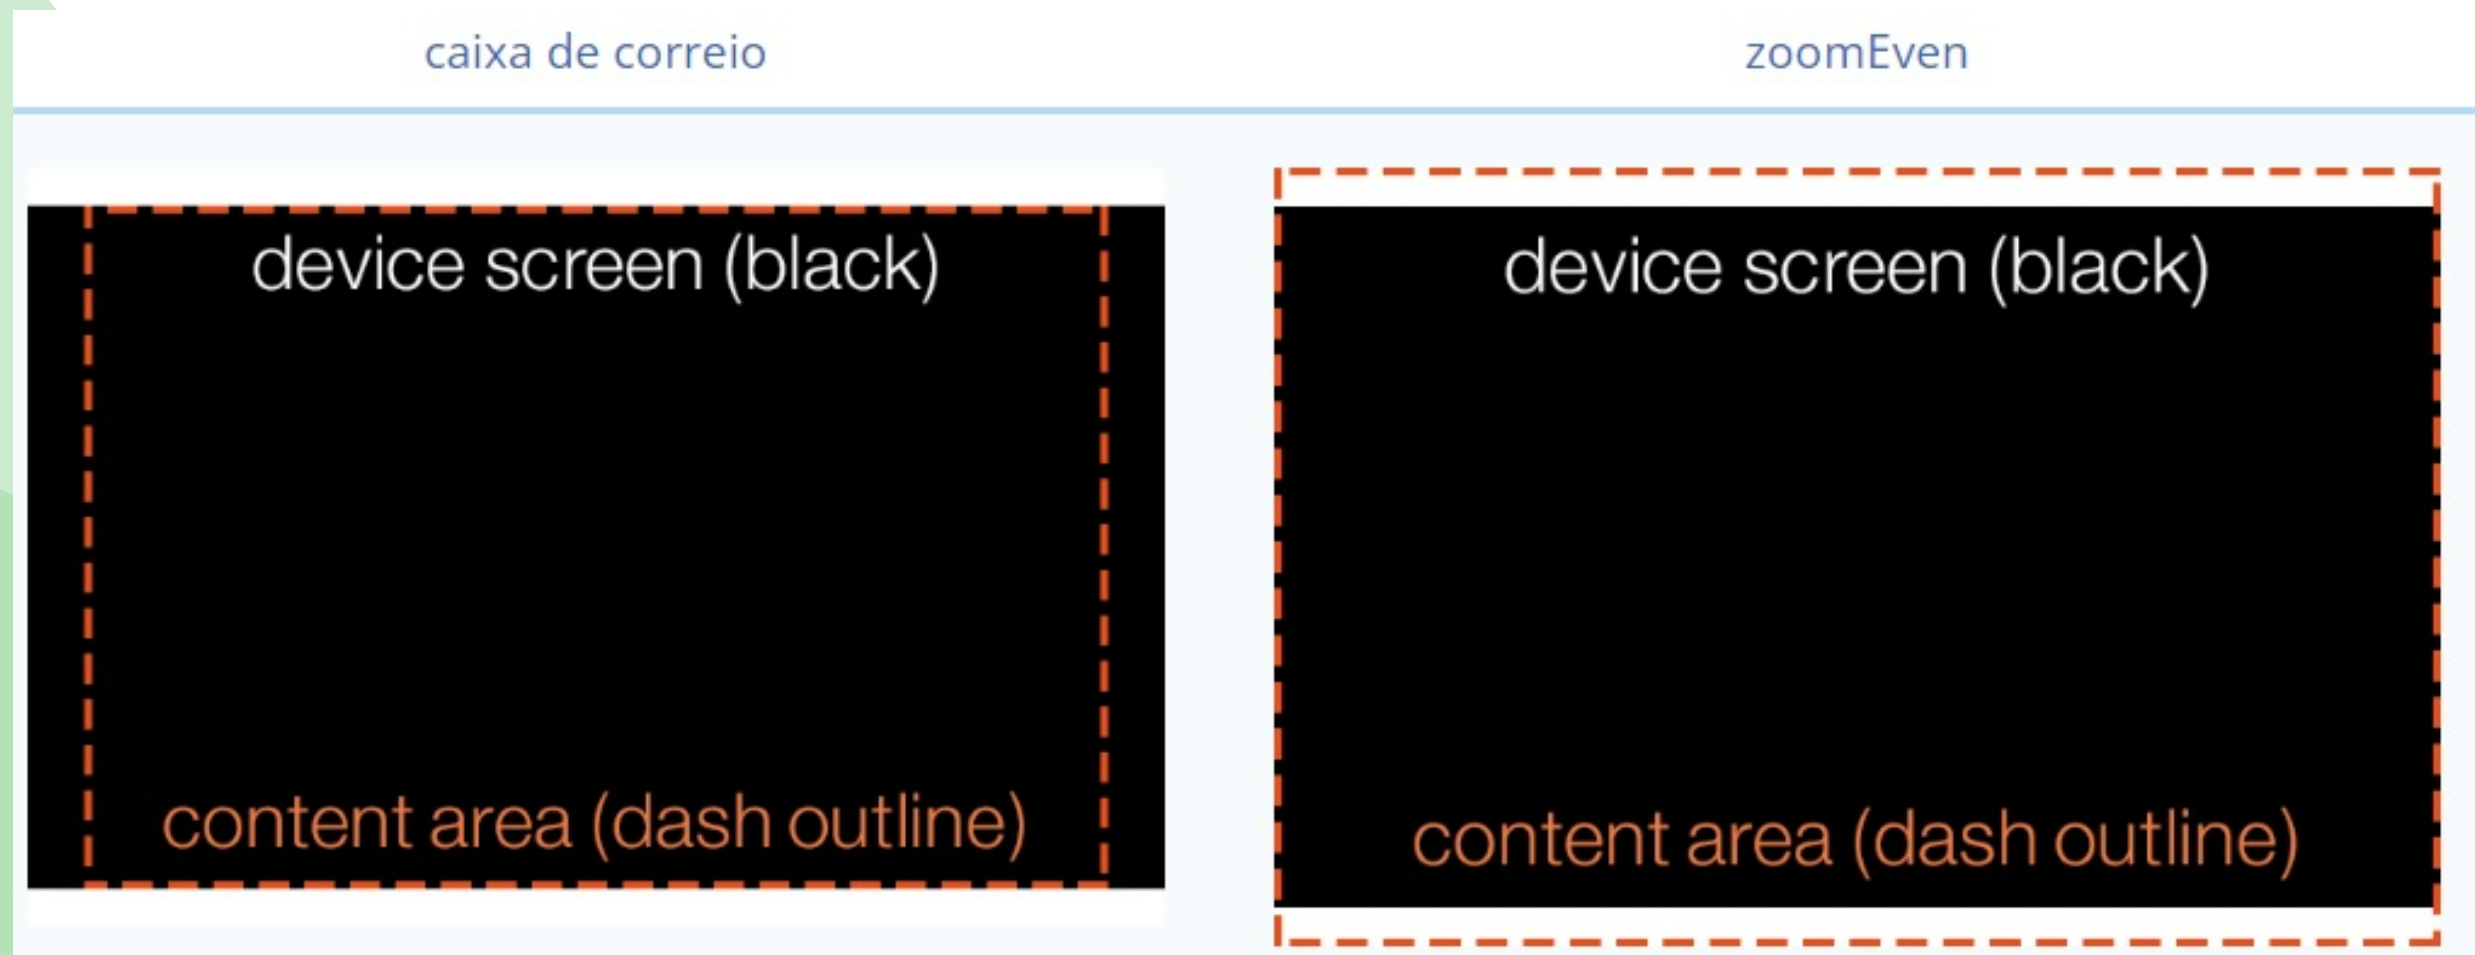 caixa de correio
zoomEven
device screen (black)
content area (dash outline)
device screen (black)
content area (dash outline)